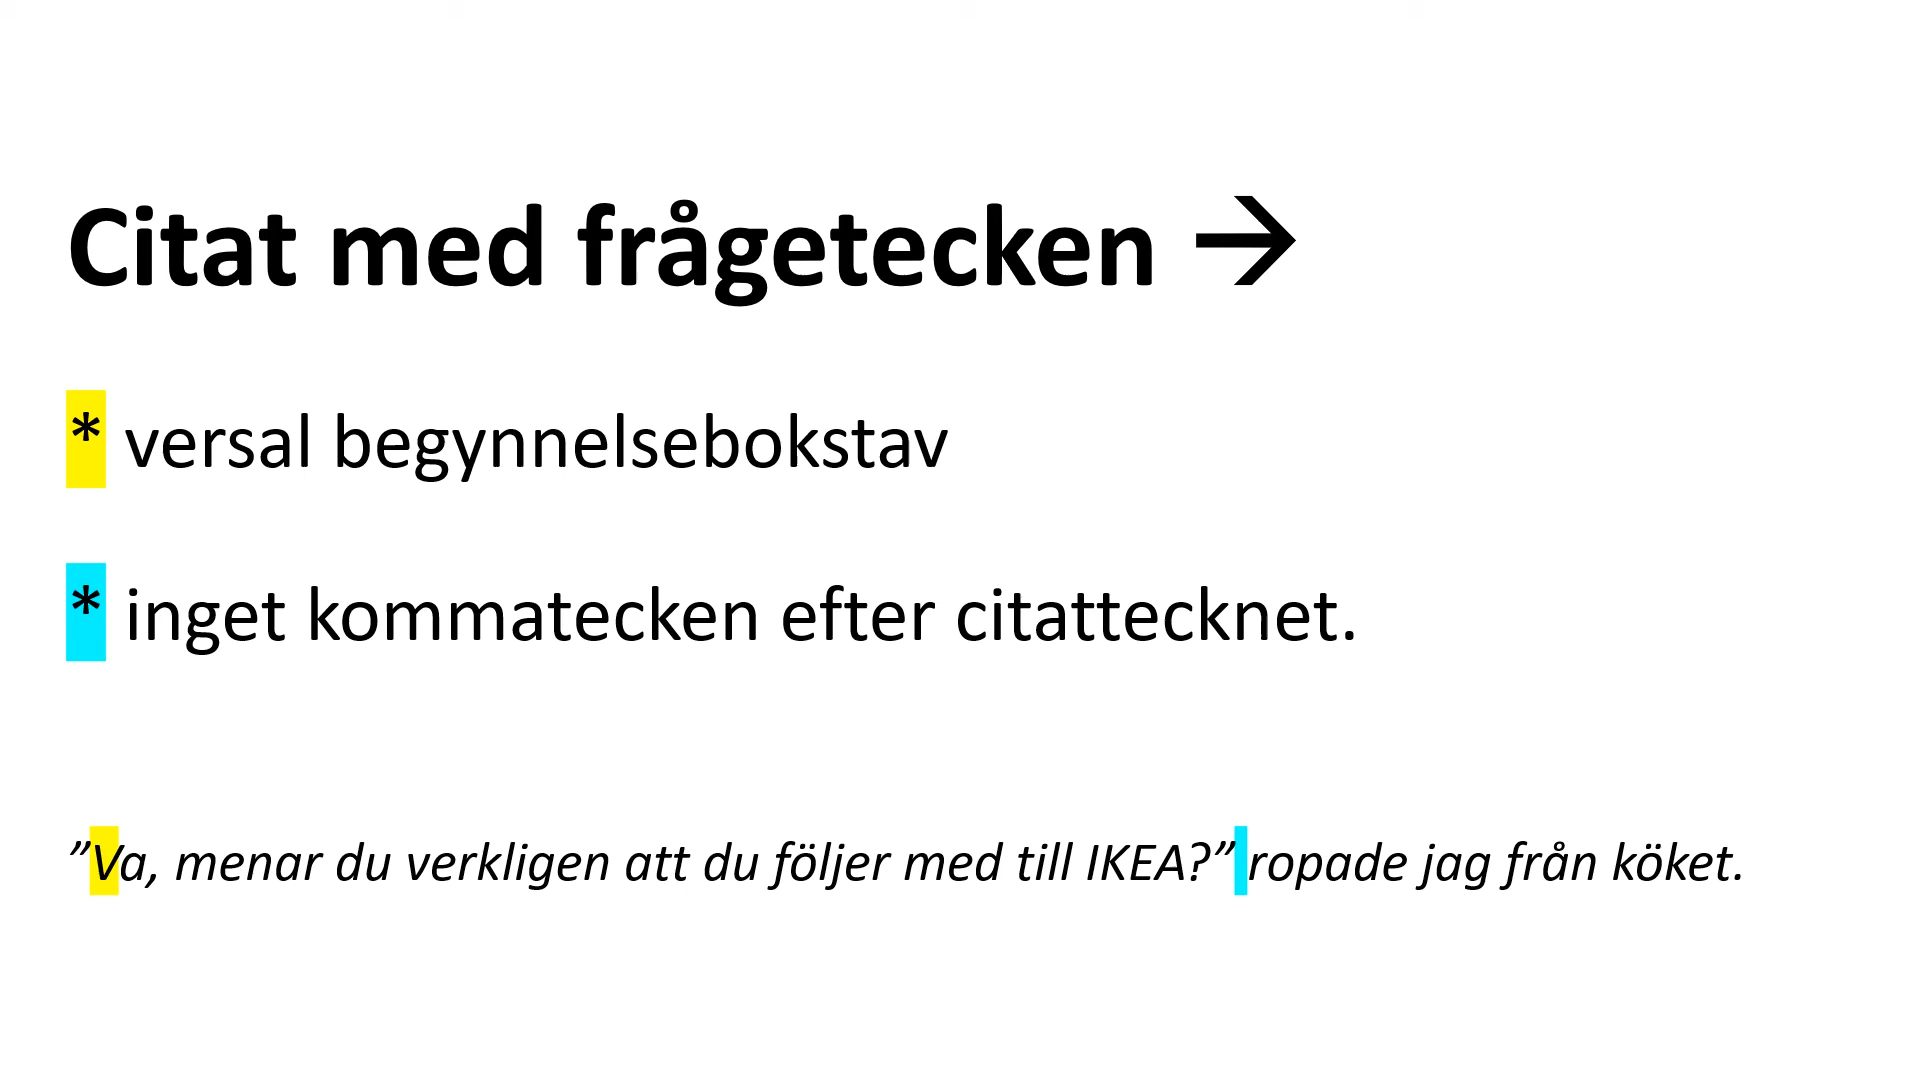 Citat med frågetecken →
* versal begynnelsebokstav
* inget kommatecken efter citattecknet.
”Va, menar du verkligen att du följer med till IKEA?” ropade jag från köket.